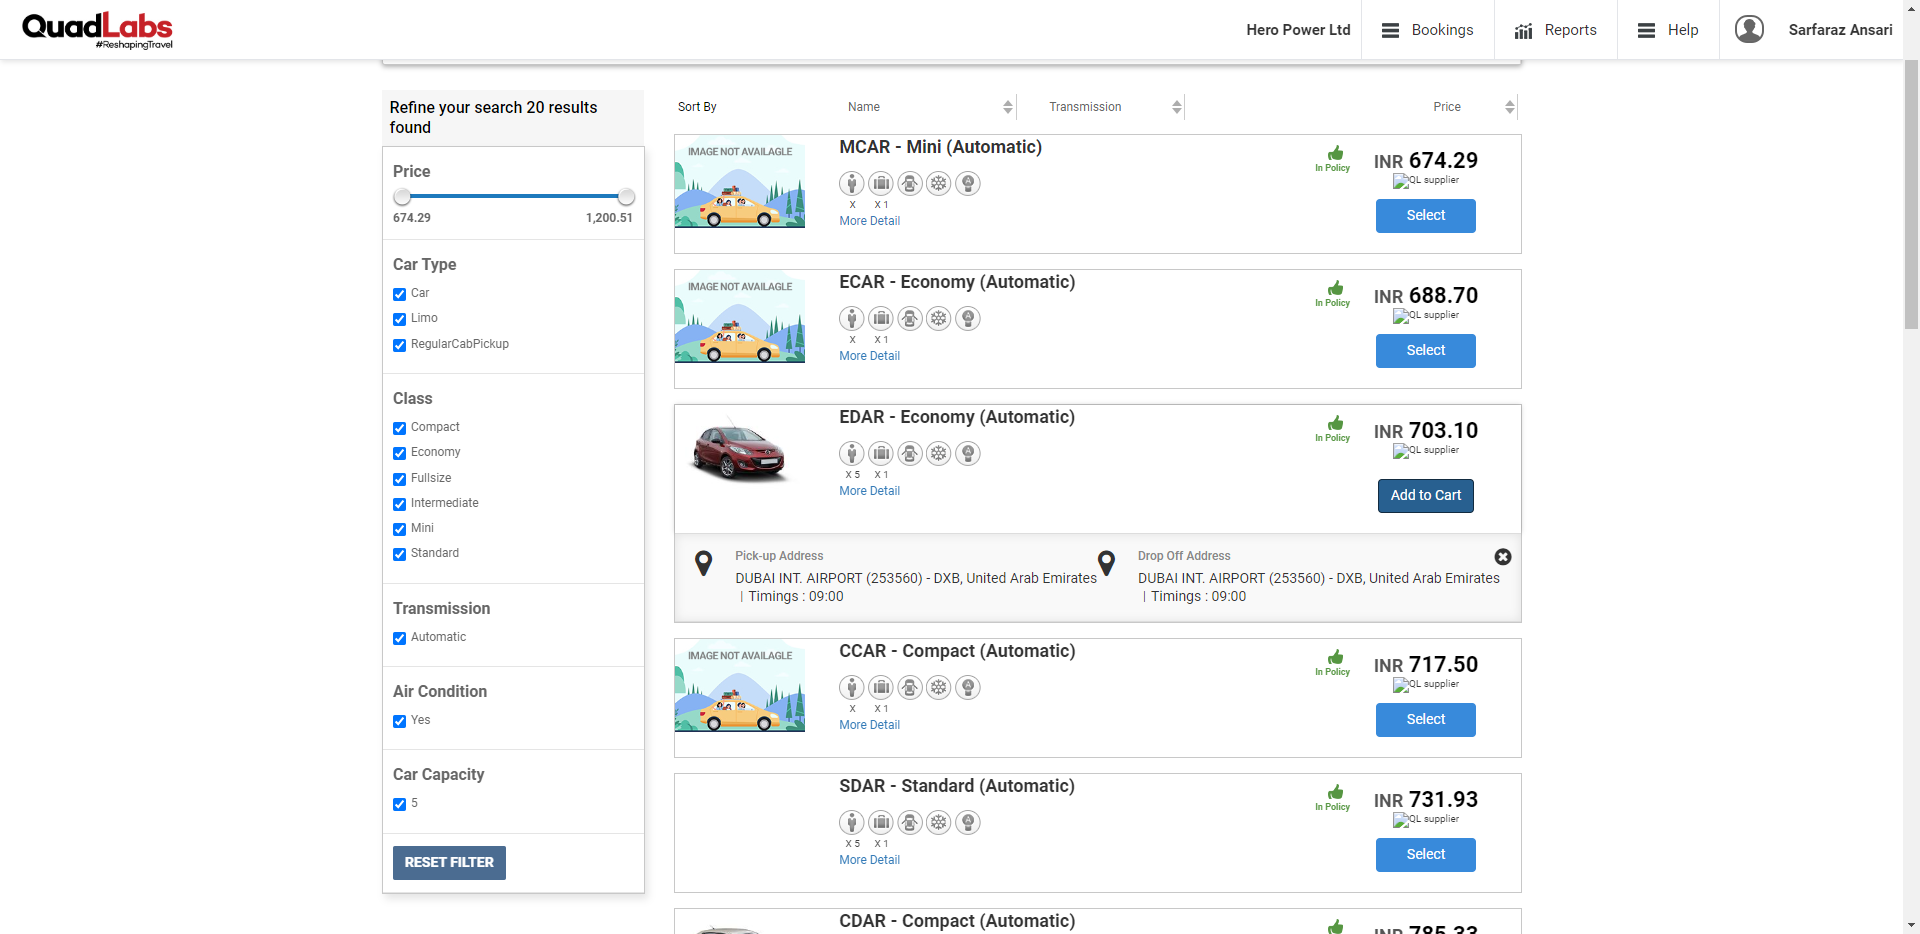 QuadLabs
#ReshapingTravel
Hero Power Ltd
Bookings
Reports
Help
Sarfaraz Ansari
Refine your search 20 results
found
Price
674.29 1,200.51
Car Type
Car
Limo
RegularCabPickup
Class
Compact
Economy
Fullsize
Intermediate
Mini
Standard
Transmission
Automatic
Air Condition
Yes
Car Capacity
5
RESET FILTER
Sort By Name Transmission Price
IMAGE NOT AVAILAGLE
MCAR - Mini (Automatic)
X X 1
More Detail
In Policy
INR 674.29
QL supplier
Select
IMAGE NOT AVAILAGLE
ECAR - Economy (Automatic)
X X 1
More Detail
In Policy
INR 688.70
QL supplier
Select
EDAR - Economy (Automatic)
X 5 X 1
More Detail
In Policy
INR 703.10
QL supplier
Add to Cart
Pick-up Address
DUBAI INT. AIRPORT (253560) - DXB, United Arab Emirates
| Timings : 09:00
Drop Off Address
DUBAI INT. AIRPORT (253560) - DXB, United Arab Emirates
| Timings : 09:00
IMAGE NOT AVAILAGLE
CCAR - Compact (Automatic)
X X 1
More Detail
In Policy
INR 717.50
QL supplier
Select
SDAR - Standard (Automatic)
X 5 X 1
More Detail
In Policy
INR 731.93
QL supplier
Select
CDAR - Compact (Automatic)
INR 785.33